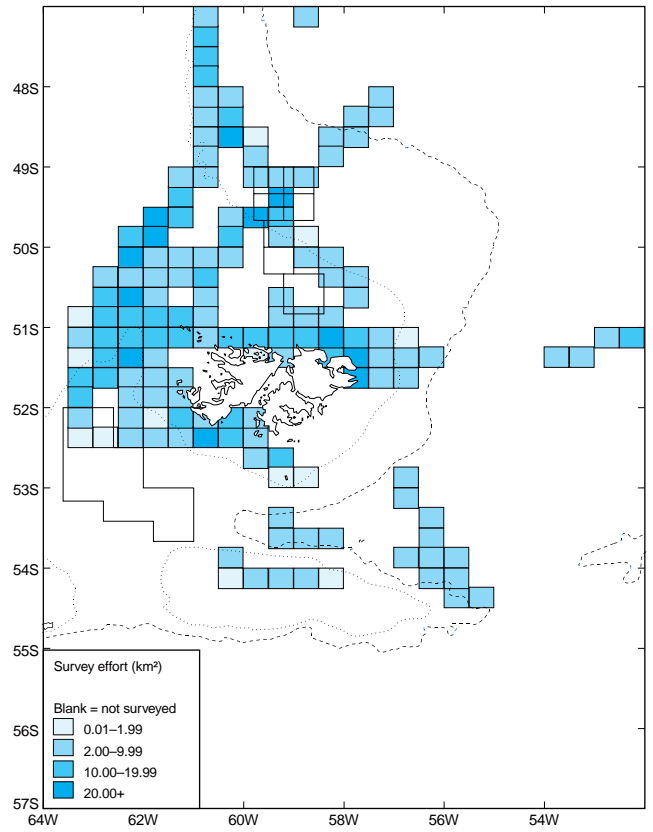 48S
49S
50S
51S
52S
53S
54S
55S
56S
57S
Survey effort (km²)
Blank = not surveyed
0.01–1.99
2.00–9.99
10.00–19.99
20.00+
64W 62W 60W 58W 56W 54W